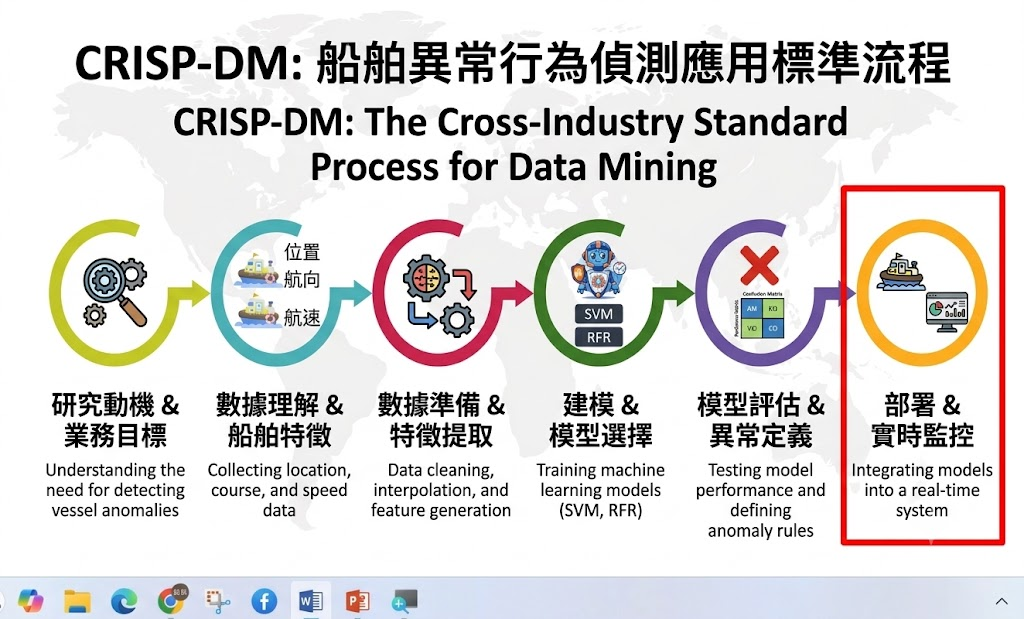 CRISP-DM: 船舶異常行為偵測應用標準流程
CRISP-DM: The Cross-Industry Standard
Process for Data Mining
位置
航向
航速
SVM
RFR
Confusion Matrix
AM
VIO
CO
研究動機 &
業務目標
Understanding the
need for detecting
vessel anomalies
數據理解 &
船舶特徵
Collecting location,
course, and speed
data
數據準備 &
特徵提取
Data cleaning,
interpolation, and
feature generation
建模 &
模型選擇
Training machine
learning models
(SVM, RFR)
模型評估 &
異常定義
Testing model
performance and
defining
anomaly rules
部署 &
實時監控
Integrating models
into a real-time
system